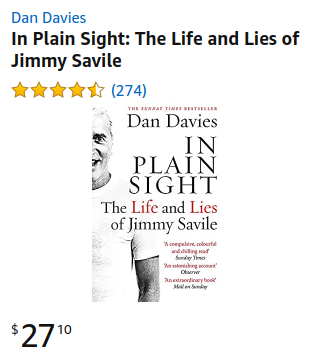 Dan Davies
In Plain Sight: The Life and Lies of
Jimmy Savile
(274)
THE SUNDAY TIMES BESTSELLER
Dan Davies
IN
PLAIN
SIGHT
The Life and Lies
of Jimmy Savile
'A compulsive, colourful
and chilling read'
Sunday Times
'An astonishing account'
Observer
'An extraordinary book'
Mail on Sunday
$27.10